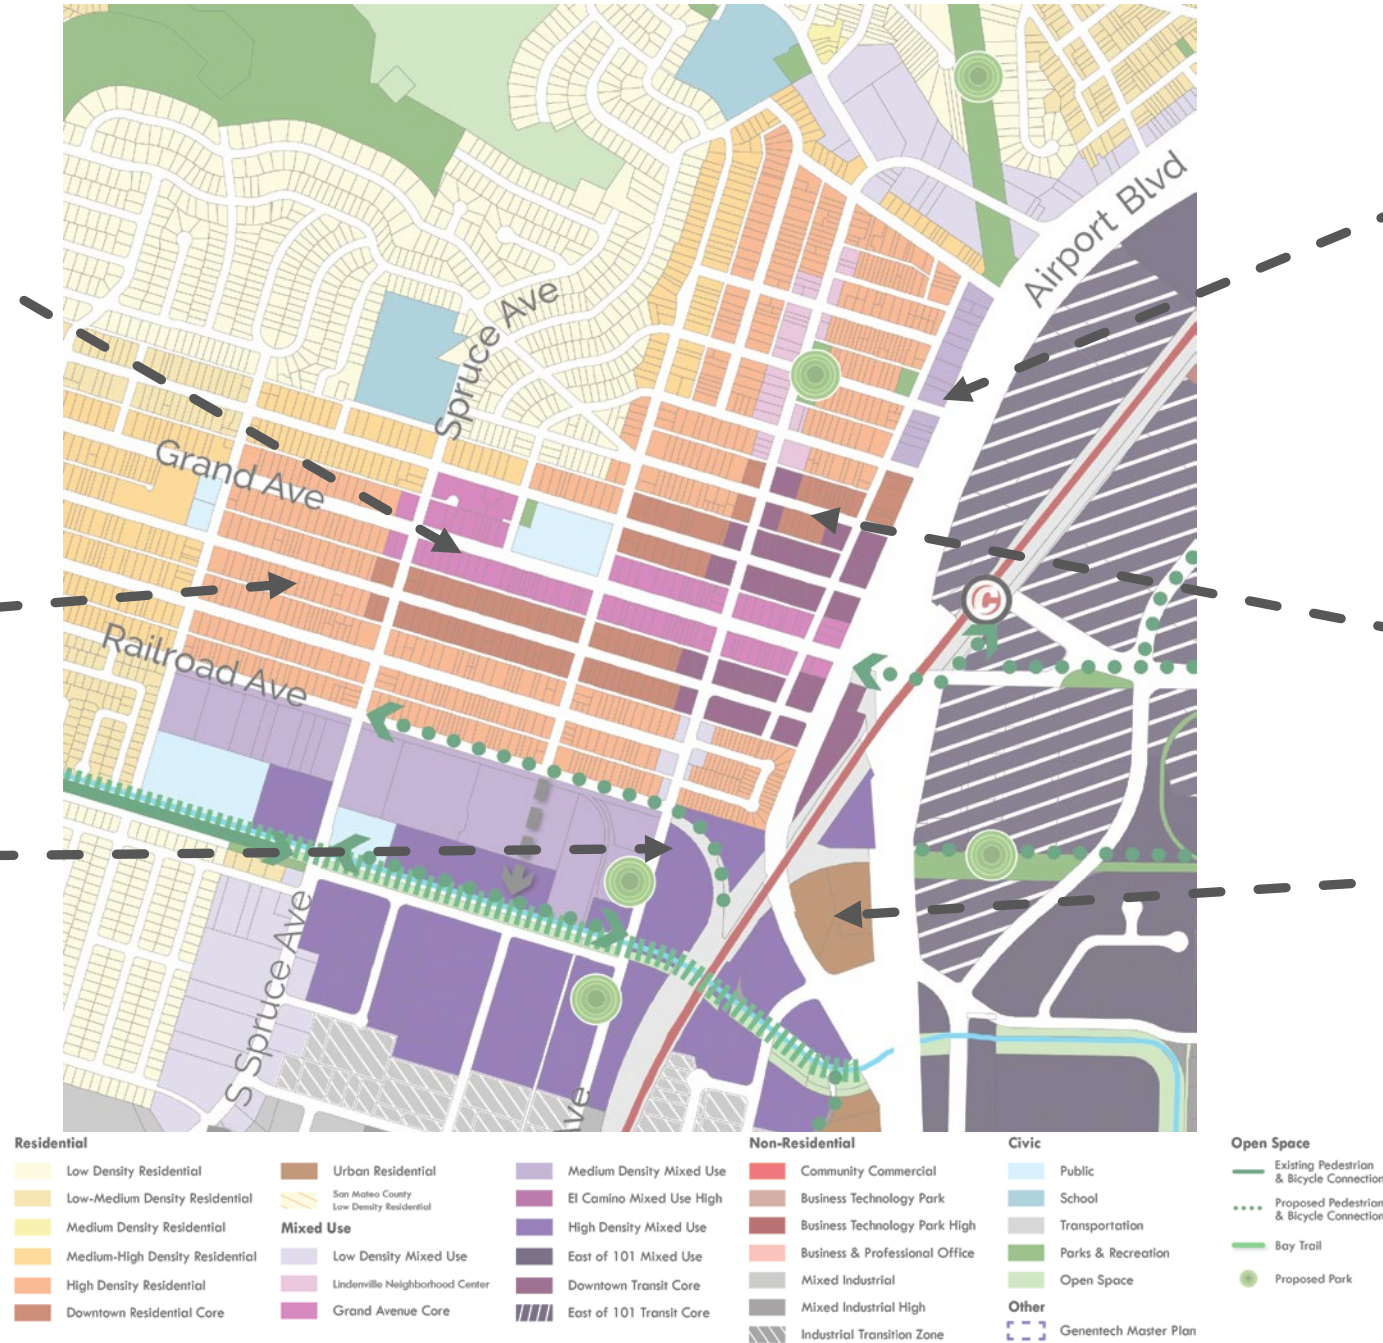 Airport Blvd
Spruce Ave
Grand Ave
C
Railroad Ave
S Spruce Ave
Ave
Residential
Low Density Residential
Low-Medium Density Residential
Medium Density Residential
Medium-High Density Residential
High Density Residential
Downtown Residential Core
Urban Residential
San Mateo County
Low Density Residential
Mixed Use
Low Density Mixed Use
Lindenville Neighborhood Center
Grand Avenue Core
Medium Density Mixed Use
El Camino Mixed Use High
High Density Mixed Use
East of 101 Mixed Use
Downtown Transit Core
East of 101 Transit Core
Non-Residential
Community Commercial
Business Technology Park
Business Technology Park High
Business & Professional Office
Mixed Industrial
Mixed Industrial High
Industrial Transition Zone
Civic
Public
School
Transportation
Parks & Recreation
Open Space
Other
Genentech Master Plan
Open Space
Existing Pedestrian
& Bicycle Connection
Proposed Pedestrian
& Bicycle Connection
Bay Trail
Proposed Park